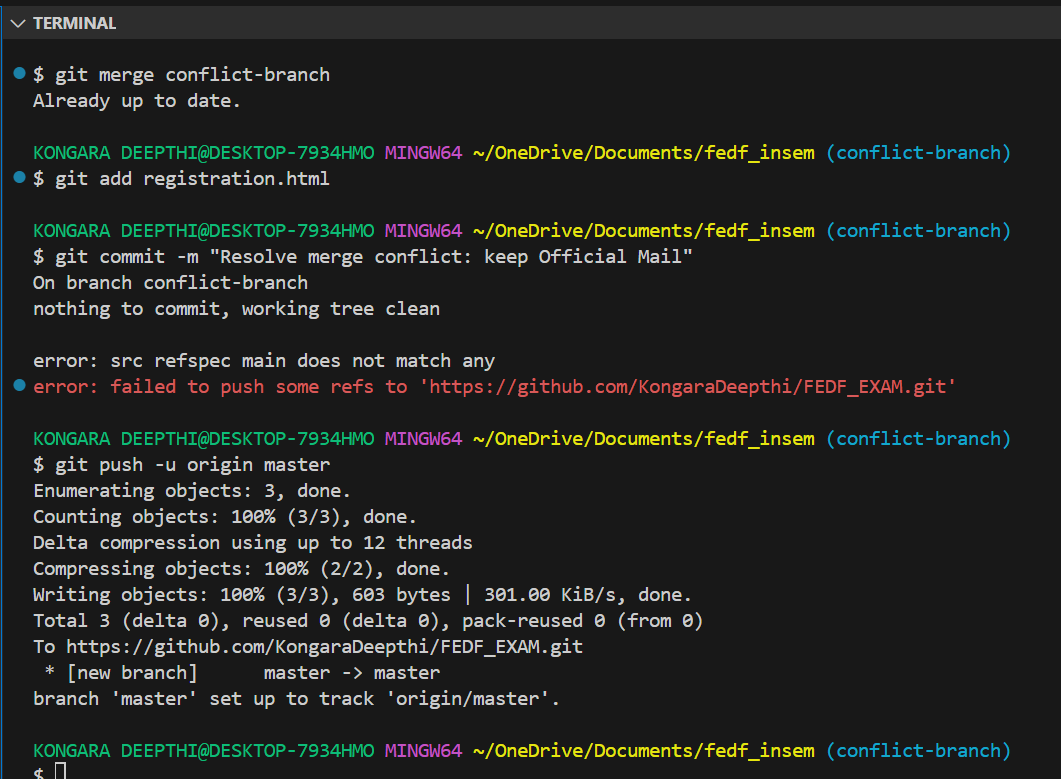 TERMINAL
$ git merge conflict-branch
Already up to date.
KONGARA DEEPTHI@DESKTOP-7934HMO MINGW64 ~/OneDrive/Documents/fedf_insem (conflict-branch)
$ git add registration.html
KONGARA DEEPTHI@DESKTOP-7934HMO MINGW64 ~/OneDrive/Documents/fedf_insem (conflict-branch)
$ git commit -m "Resolve merge conflict: keep Official Mail"
On branch conflict-branch
nothing to commit, working tree clean
error: src refspec main does not match any
error: failed to push some refs to 'https://github.com/KongaraDeepthi/FEDF_EXAM.git'
KONGARA DEEPTHI@DESKTOP-7934HMO MINGW64 ~/OneDrive/Documents/fedf_insem (conflict-branch)
$ git push -u origin master
Enumerating objects: 3, done.
Counting objects: 100% (3/3), done.
Delta compression using up to 12 threads
Compressing objects: 100% (2/2), done.
Writing objects: 100% (3/3), 603 bytes | 301.00 KiB/s, done.
Total 3 (delta 0), reused 0 (delta 0), pack-reused 0 (from 0)
To https://github.com/KongaraDeepthi/FEDF_EXAM.git
 * [new branch]      master -> master
branch 'master' set up to track 'origin/master'.
KONGARA DEEPTHI@DESKTOP-7934HMO MINGW64 ~/OneDrive/Documents/fedf_insem (conflict-branch)
$